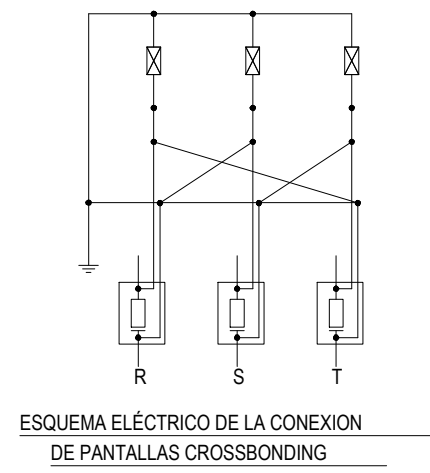 R S T
ESQUEMA ELÉCTRICO DE LA CONEXION
DE PANTALLAS CROSSBONDING